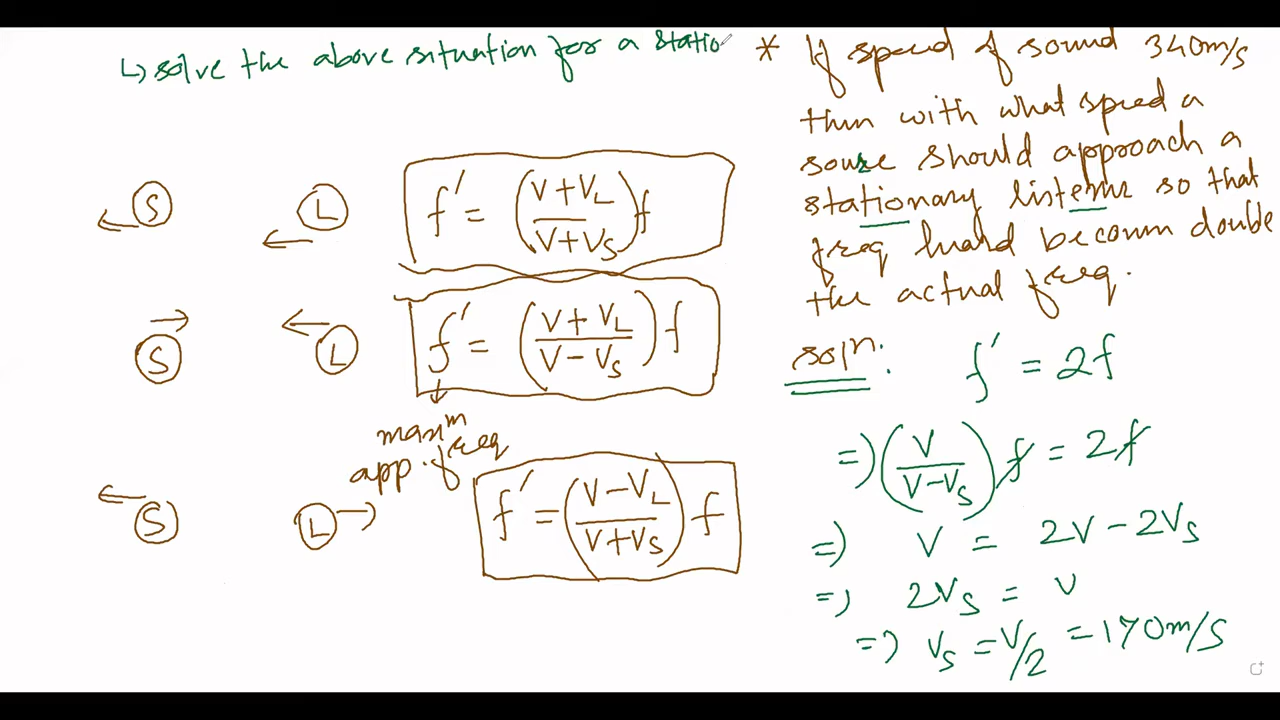 ↳ solve the above situation for a statio
S L f' = (V+VL / V+VS) f
S L f' = (V+VL / V-VS) f
maxm
app. freq
S L f' = (V-VL / V+VS) f
* If speed of sound 340m/s
then with what speed a
source should approach a
stationary listener so that
freq heard becomm double
the actual freq.
soln:
f' = 2f
=> (V / V-VS) f = 2f
=> V = 2V - 2VS
=> 2VS = V
=> VS = V/2 = 170m/s